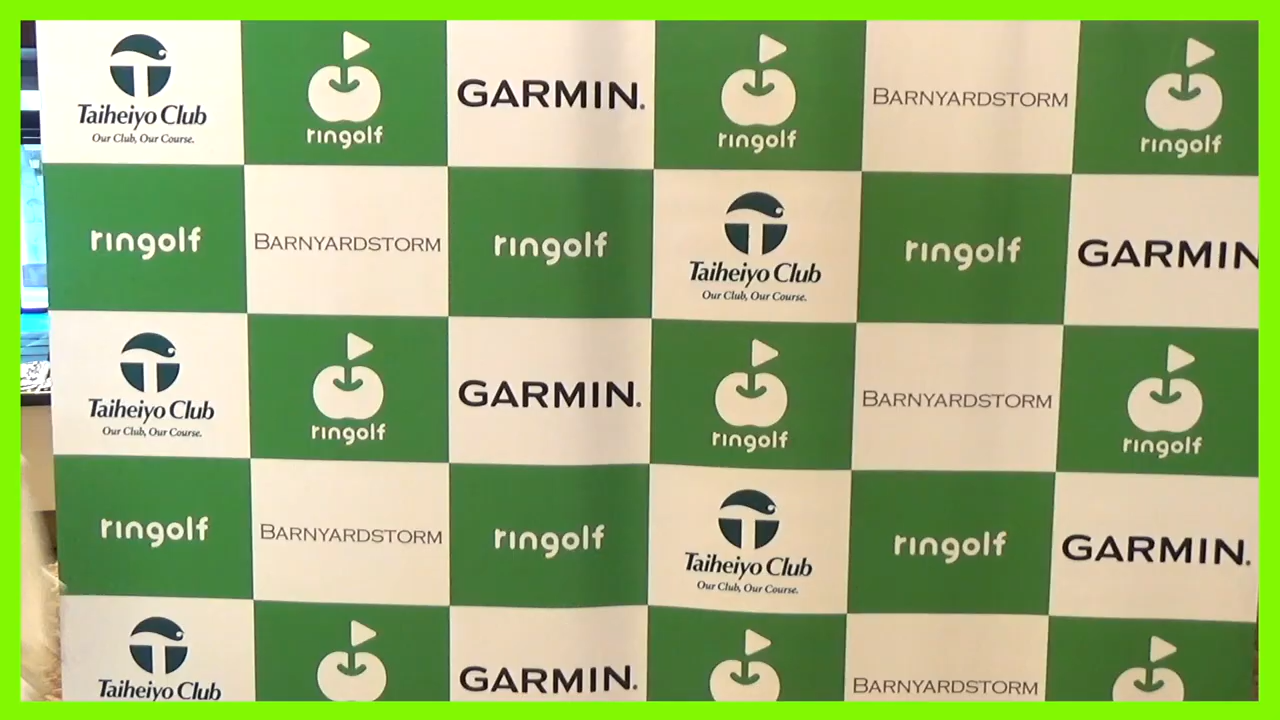 Taiheiyo Club
Our Club, Our Course.
ringolf
GARMIN.
ringolf
BARNYARDSTORM
ringolf
ringolf
BARNYARDSTORM
ringolf
Taiheiyo Club
Our Club, Our Course.
ringolf
GARMIN
Taiheiyo Club
Our Club, Our Course.
ringolf
GARMIN.
ringolf
BARNYARDSTORM
ringolf
ringolf
BARNYARDSTORM
ringolf
Taiheiyo Club
Our Club, Our Course.
ringolf
GARMIN.
Taiheiyo Club
GARMIN.
BARNYARDSTORM